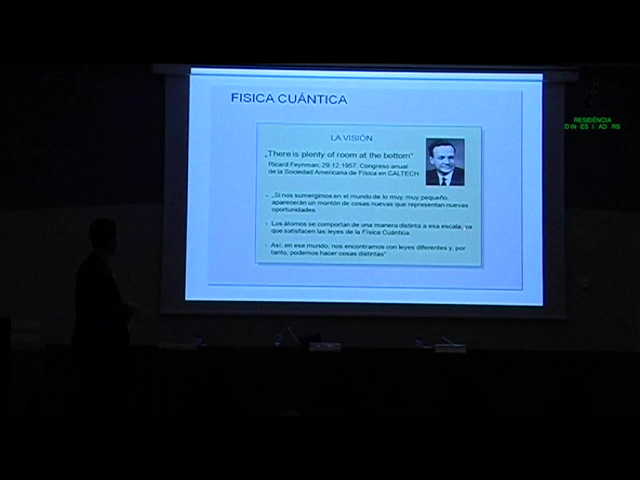 FISICA CUÁNTICA
RESIDÈNCIA
LA VISIÓN
„There is plenty of room at the bottom“
Ricard Feynman, 29.12.1957, Congreso anual
de la Sociedad Americana de Física en CALTECH
- „Si nos sumergimos en el mundo de lo muy, muy pequeño,
aparecerán un montón de cosas nuevas que representan nuevas
oportunidades.
- Los átomos se comportan de una manera distinta a esa escala, ya
que satisfacen las leyes de la Física Cuántica.
- Así, en ese mundo, nos encontramos con leyes diferentes y, por
tanto, podemos hacer cosas distintas“